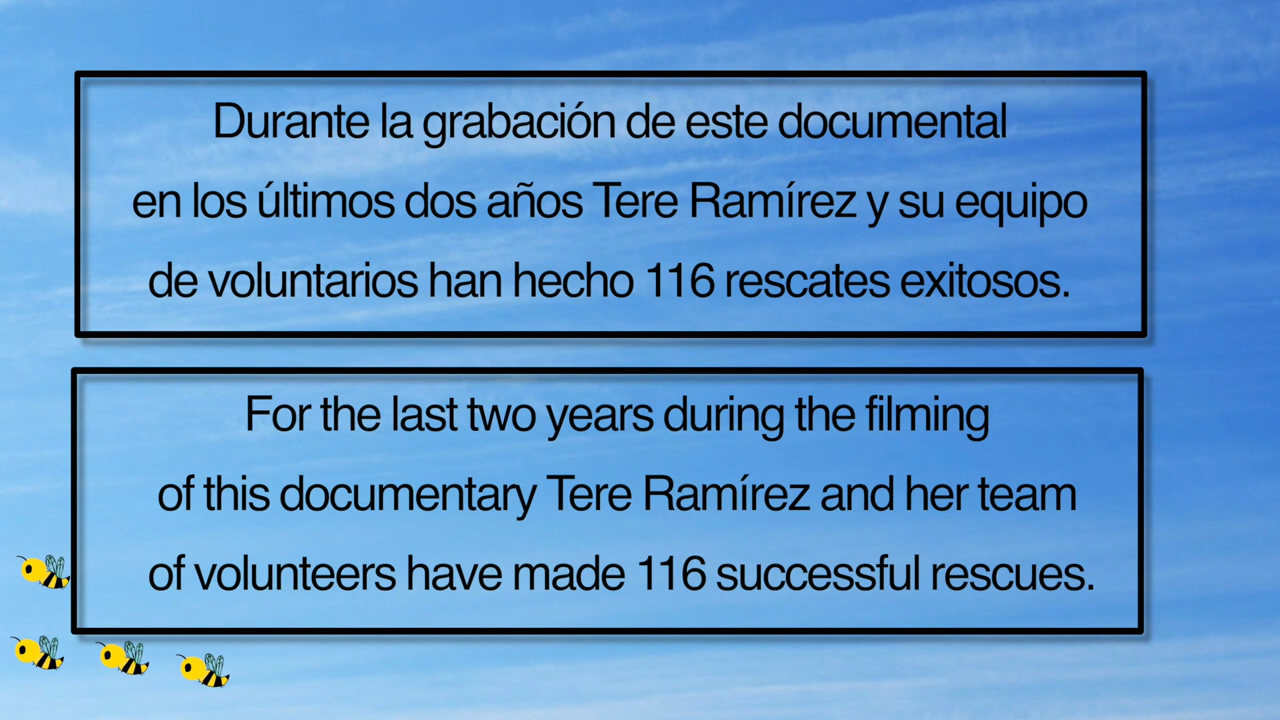 Durante la grabación de este documental
en los últimos dos años Tere Ramírez y su equipo
de voluntarios han hecho 116 rescates exitosos.
For the last two years during the filming
of this documentary Tere Ramírez and her team
of volunteers have made 116 successful rescues.